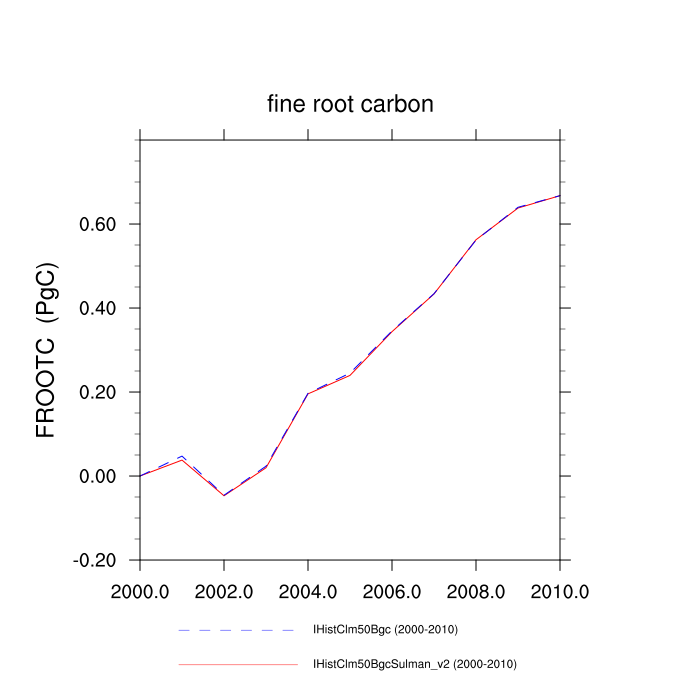 fine root carbon
FROOTC (PgC)
0.60
0.40
0.20
0.00
-0.20
2000.0 2002.0 2004.0 2006.0 2008.0 2010.0
IHistClm50Bgc (2000-2010)
IHistClm50BgcSulman_v2 (2000-2010)